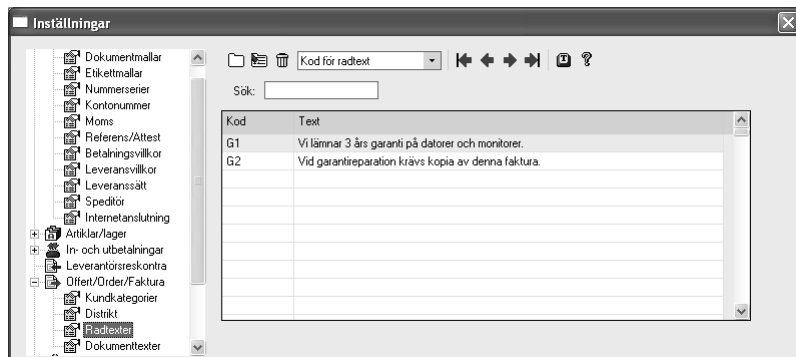 Inställningar
Dokumentmallar
Etikettmallar
Nummerserier
Kontonummer
Moms
Referens/Attest
Betalningsvillkor
Leveransvillkor
Leveranssätt
Speditör
Internetanslutning
Artiklar/lager
In- och utbetalningar
Leverantörsreskontra
Offert/Order/Faktura
Kundkategorier
Distrikt
Radtexter
Dokumenttexter
Kod för radtext
Sök:
Kod Text
G1 Vi lämnar 3 års garanti på datorer och monitorer.
G2 Vid garantireparation krävs kopia av denna faktura.